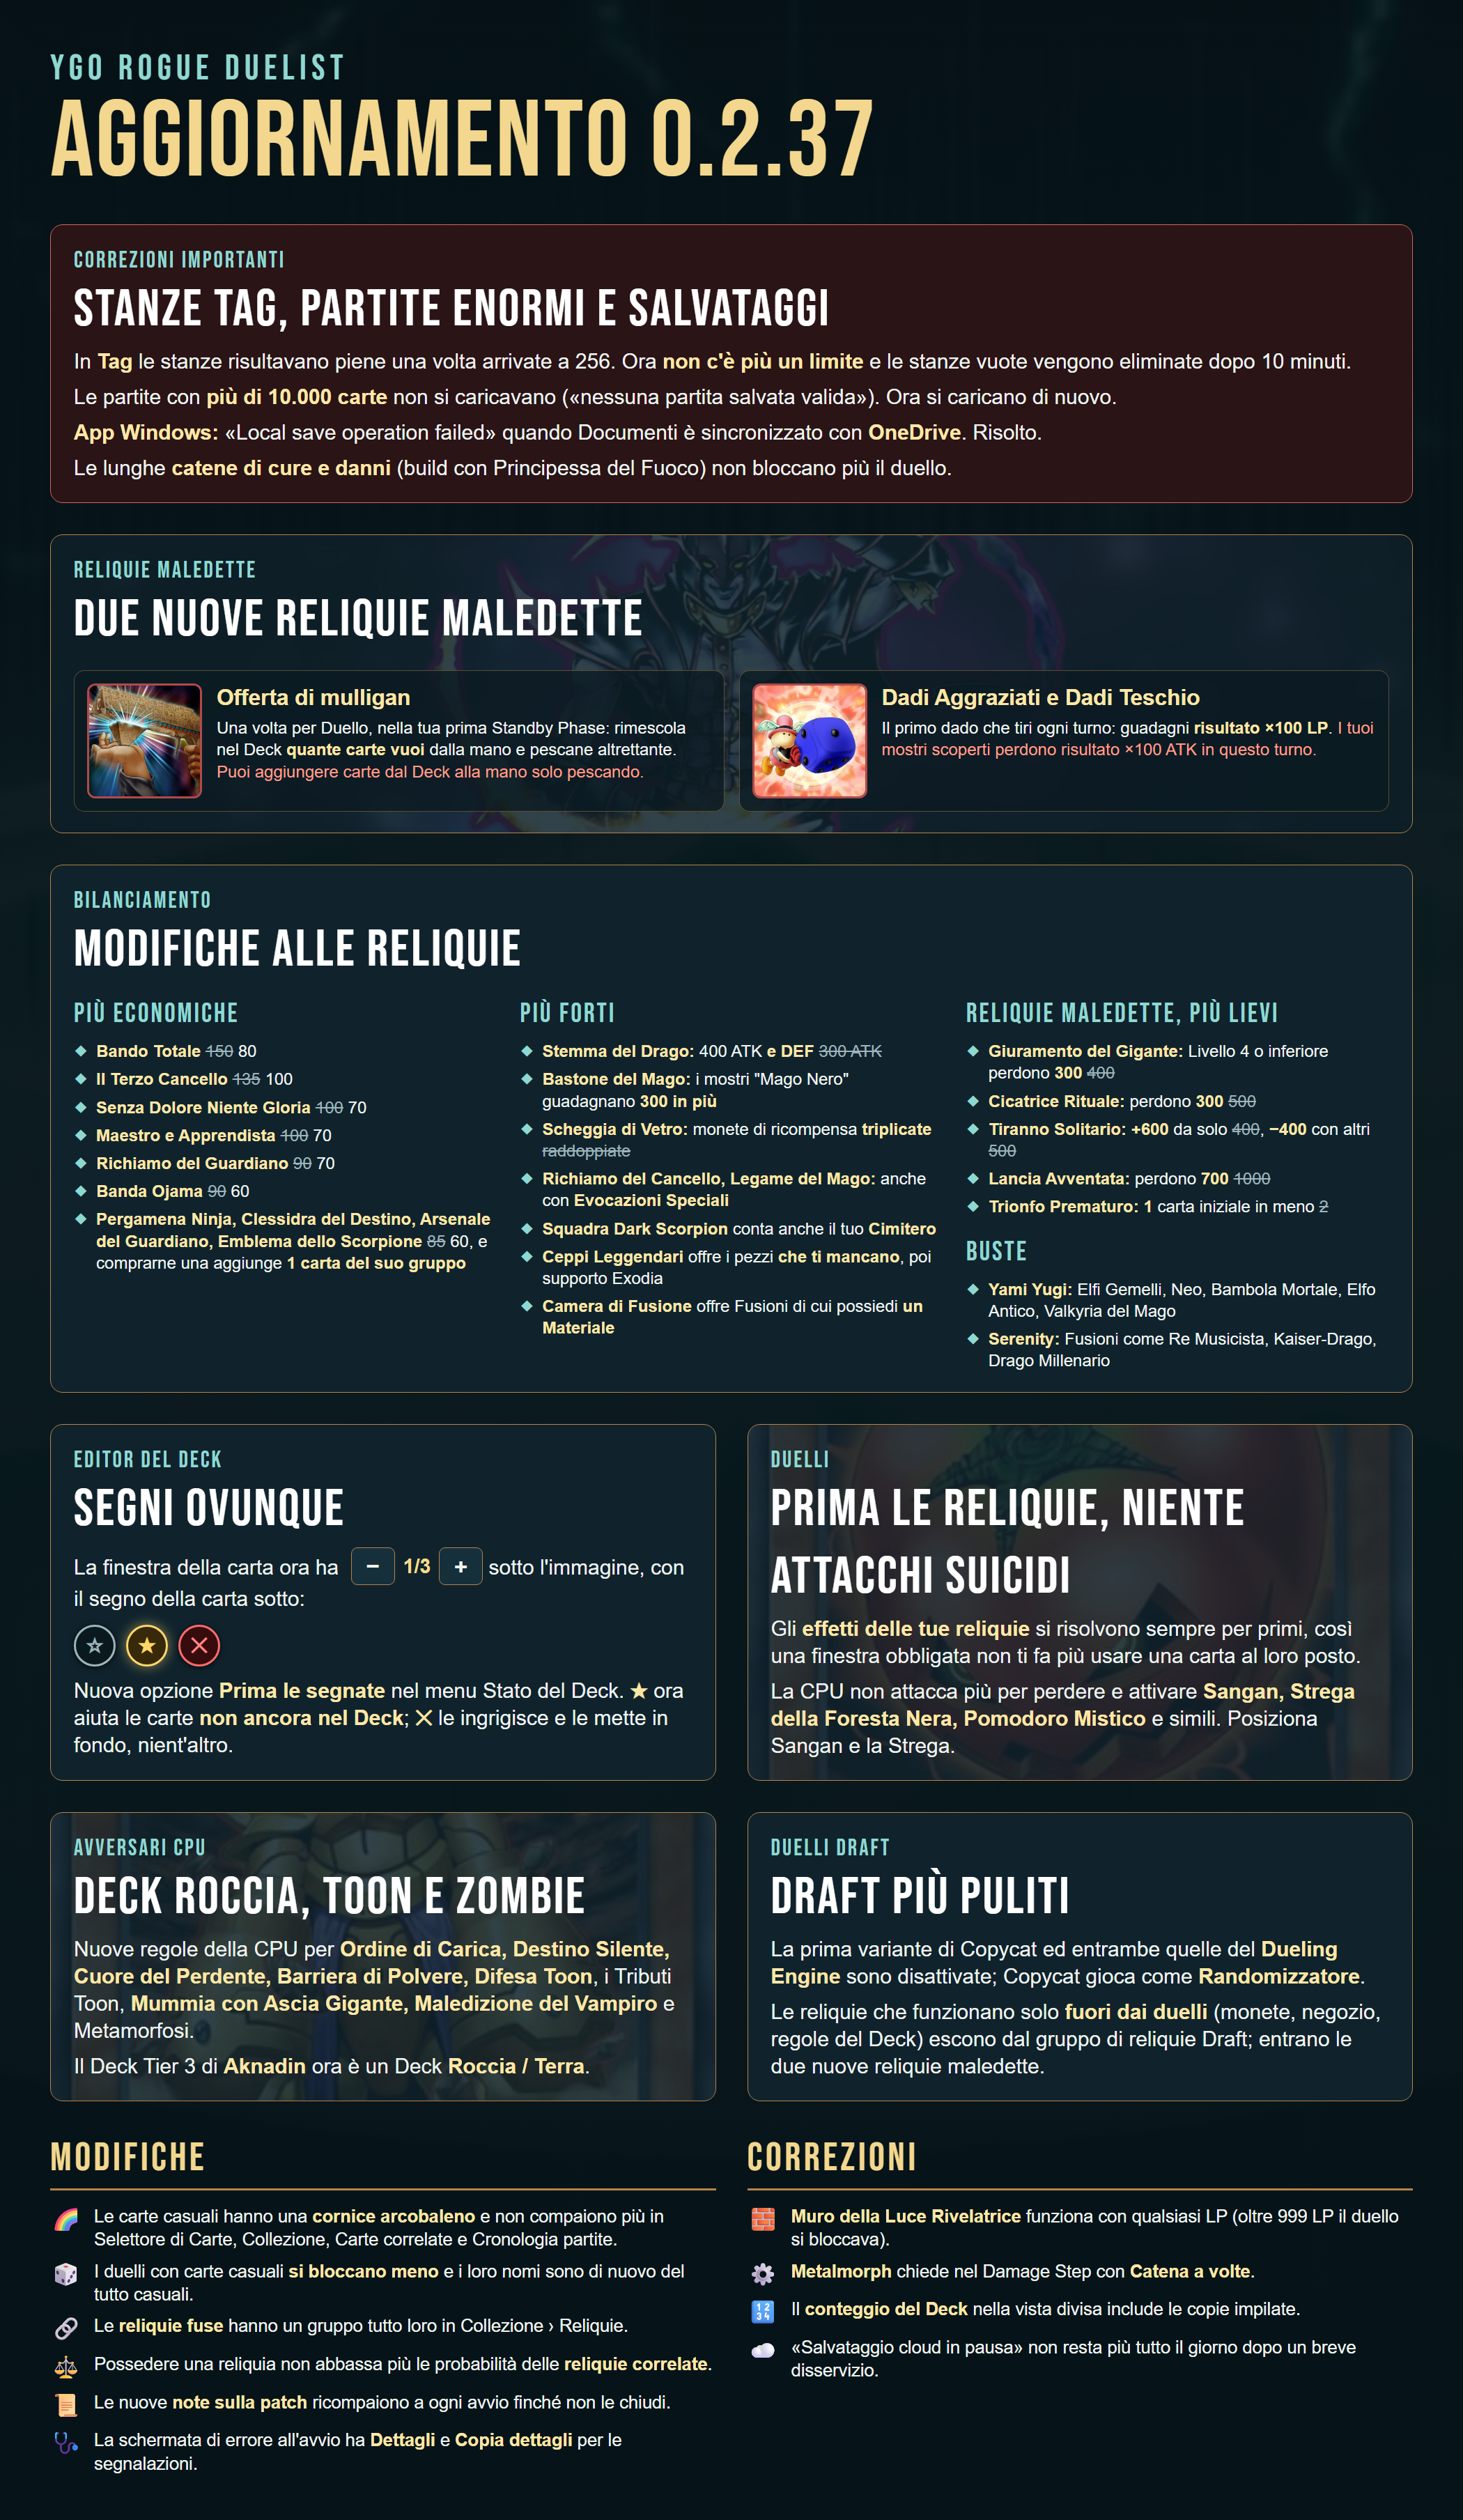 YGO ROGUE DUELIST
AGGIORNAMENTO 0.2.37
CORREZIONI IMPORTANTI
STANZE TAG, PARTITE ENORMI E SALVATAGGI
In Tag le stanze risultavano piene una volta arrivate a 256. Ora non c'è più un limite e le stanze vuote vengono eliminate dopo 10 minuti.
Le partite con più di 10.000 carte non si caricavano («nessuna partita salvata valida»). Ora si caricano di nuovo.
App Windows: «Local save operation failed» quando Documenti è sincronizzato con OneDrive. Risolto.
Le lunghe catene di cure e danni (build con Principessa del Fuoco) non bloccano più il duello.
RELIQUIE MALEDETTE
DUE NUOVE RELIQUIE MALEDETTE
Offerta di mulligan
Una volta per Duello, nella tua prima Standby Phase: rimescola
nel Deck quante carte vuoi dalla mano e pescane altrettante.
Puoi aggiungere carte dal Deck alla mano solo pescando.
Dadi Aggraziati e Dadi Teschio
Il primo dado che tiri ogni turno: guadagni risultato ×100 LP. I tuoi
mostri scoperti perdono risultato ×100 ATK in questo turno.
BILANCIAMENTO
MODIFICHE ALLE RELIQUIE
PIÙ ECONOMICHE
Bando Totale 150 80
Il Terzo Cancello 135 100
Senza Dolore Niente Gloria 100 70
Maestro e Apprendista 100 70
Richiamo del Guardiano 90 70
Banda Ojama 90 60
Pergamena Ninja, Clessidra del Destino, Arsenale
del Guardiano, Emblema dello Scorpione 85 60, e
comprarne una aggiunge 1 carta del suo gruppo
PIÙ FORTI
Stemma del Drago: 400 ATK e DEF 300 ATK
Bastone del Mago: i mostri "Mago Nero"
guadagnano 300 in più
Scheggia di Vetro: monete di ricompensa triplicate
raddoppiate
Richiamo del Cancello, Legame del Mago: anche
con Evocazioni Speciali
Squadra Dark Scorpion conta anche il tuo Cimitero
Ceppi Leggendari offre i pezzi che ti mancano, poi
supporto Exodia
Camera di Fusione offre Fusioni di cui possiedi un
Materiale
RELIQUIE MALEDETTE, PIÙ LIEVI
Giuramento del Gigante: Livello 4 o inferiore
perdono 300 400
Cicatrice Rituale: perdono 300 500
Tiranno Solitario: +600 da solo 400, −400 con altri
500
Lancia Avventata: perdono 700 1000
Trionfo Prematuro: 1 carta iniziale in meno 2
BUSTE
Yami Yugi: Elfi Gemelli, Neo, Bambola Mortale, Elfo
Antico, Valkyria del Mago
Serenity: Fusioni come Re Musicista, Kaiser-Drago,
Drago Millenario
EDITOR DEL DECK
SEGNI OVUNQUE
La finestra della carta ora ha − 1/3 + sotto l'immagine, con
il segno della carta sotto:
☆ ★ ✕
Nuova opzione Prima le segnate nel menu Stato del Deck. ★ ora
aiuta le carte non ancora nel Deck; ✕ le ingrigisce e le mette in
fondo, nient'altro.
DUELLI
PRIMA LE RELIQUIE, NIENTE
ATTACCHI SUICIDI
Gli effetti delle tue reliquie si risolvono sempre per primi, così
una finestra obbligata non ti fa più usare una carta al loro posto.
La CPU non attacca più per perdere e attivare Sangan, Strega
della Foresta Nera, Pomodoro Mistico e simili. Posiziona
Sangan e la Strega.
AVVERSARI CPU
DECK ROCCIA, TOON E ZOMBIE
Nuove regole della CPU per Ordine di Carica, Destino Silente,
Cuore del Perdente, Barriera di Polvere, Difesa Toon, i Tributi
Toon, Mummia con Ascia Gigante, Maledizione del Vampiro e
Metamorfosi.
Il Deck Tier 3 di Aknadin ora è un Deck Roccia / Terra.
DUELLI DRAFT
DRAFT PIÙ PULITI
La prima variante di Copycat ed entrambe quelle del Dueling
Engine sono disattivate; Copycat gioca come Randomizzatore.
Le reliquie che funzionano solo fuori dai duelli (monete, negozio,
regole del Deck) escono dal gruppo di reliquie Draft; entrano le
due nuove reliquie maledette.
MODIFICHE
Le carte casuali hanno una cornice arcobaleno e non compaiono più in
Selettore di Carte, Collezione, Carte correlate e Cronologia partite.
I duelli con carte casuali si bloccano meno e i loro nomi sono di nuovo del
tutto casuali.
Le reliquie fuse hanno un gruppo tutto loro in Collezione › Reliquie.
Possedere una reliquia non abbassa più le probabilità delle reliquie correlate.
Le nuove note sulla patch ricompaiono a ogni avvio finché non le chiudi.
La schermata di errore all'avvio ha Dettagli e Copia dettagli per le
segnalazioni.
CORREZIONI
Muro della Luce Rivelatrice funziona con qualsiasi LP (oltre 999 LP il duello
si bloccava).
Metalmorph chiede nel Damage Step con Catena a volte.
Il conteggio del Deck nella vista divisa include le copie impilate.
«Salvataggio cloud in pausa» non resta più tutto il giorno dopo un breve
disservizio.